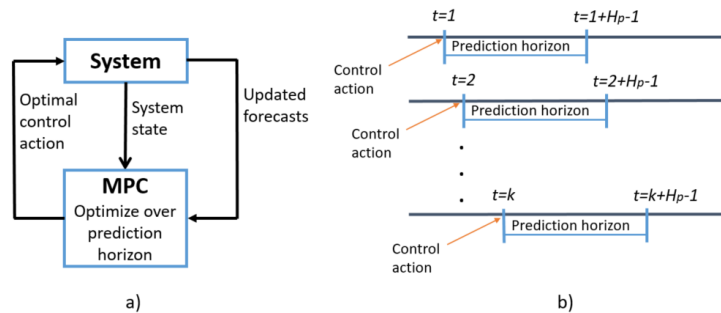 System
Optimal
control
action
System
state
Updated
forecasts
MPC
Optimize over
prediction
horizon
a)
t=1
t=1+Hp-1
Prediction horizon
Control
action
t=2
t=2+Hp-1
Prediction horizon
Control
action
t=k
t=k+Hp-1
Prediction horizon
Control
action
b)